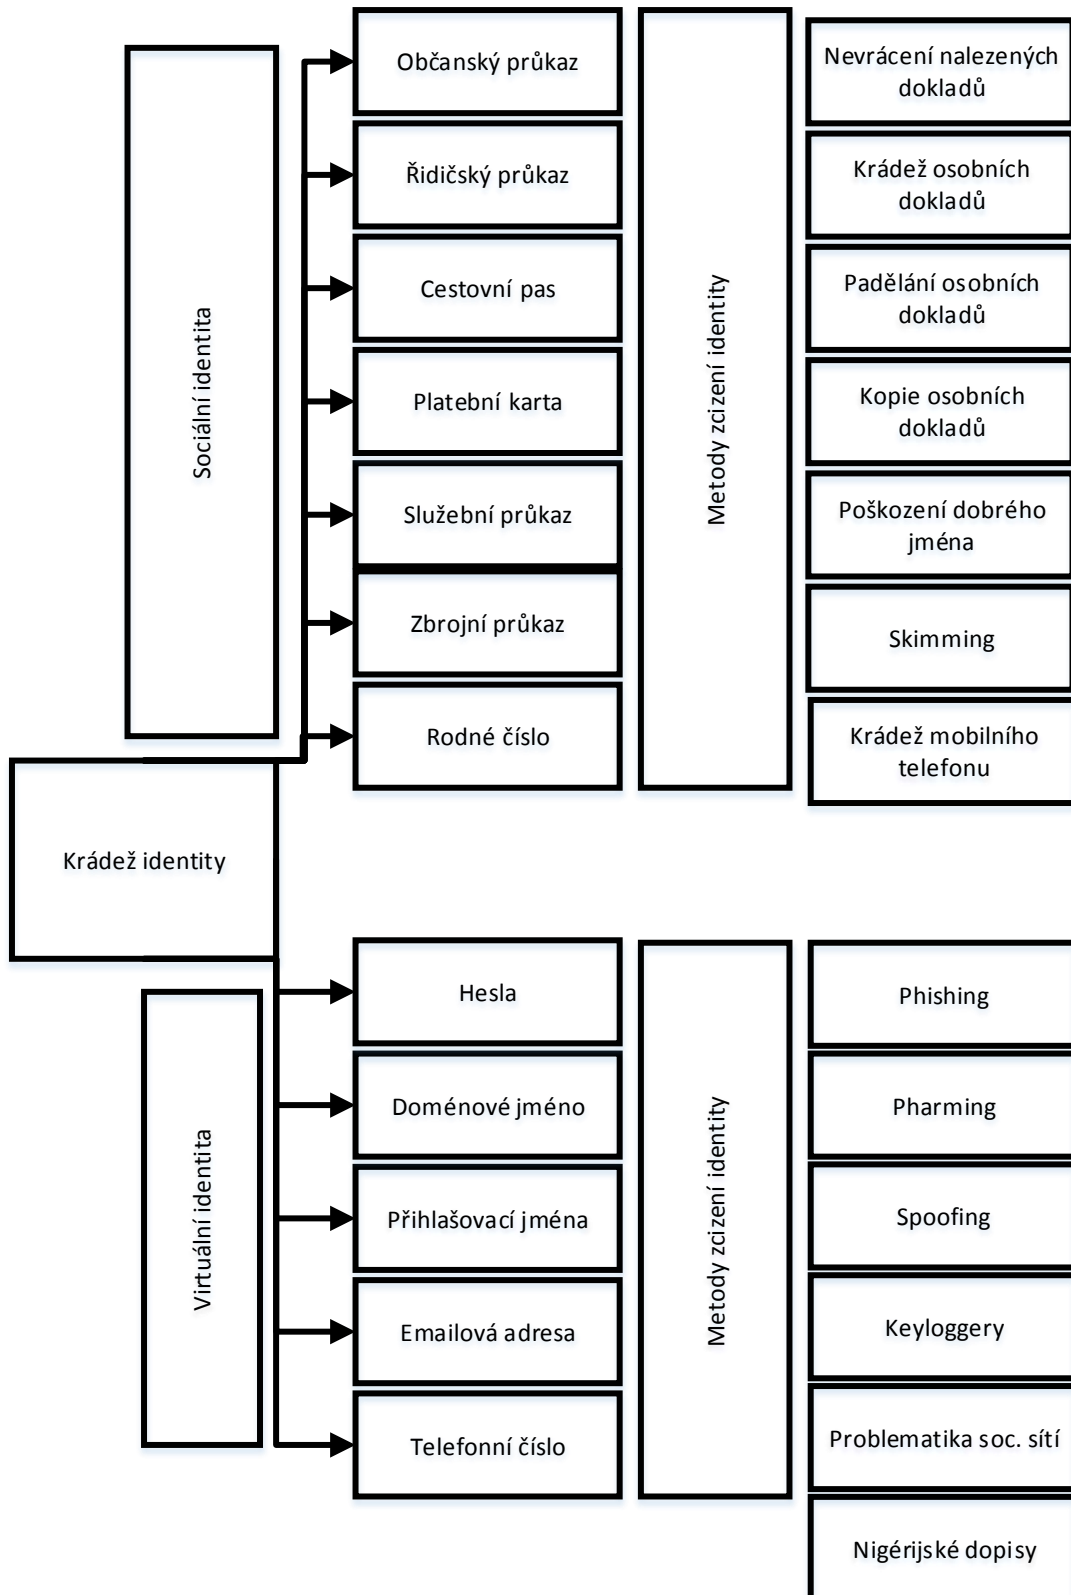 Krádež identity
Sociální identita
Občanský průkaz
Řidičský průkaz
Cestovní pas
Platební karta
Služební průkaz
Zbrojní průkaz
Rodné číslo
Metody zcizení identity
Nevrácení nalezených
dokladů
Krádež osobních
dokladů
Padělání osobních
dokladů
Kopie osobních
dokladů
Poškození dobrého
jména
Skimming
Krádež mobilního
telefonu
Virtuální identita
Hesla
Doménové jméno
Přihlašovací jména
Emailová adresa
Telefonní číslo
Metody zcizení identity
Phishing
Pharming
Spoofing
Keyloggery
Problematika soc. sítí
Nigérijské dopisy